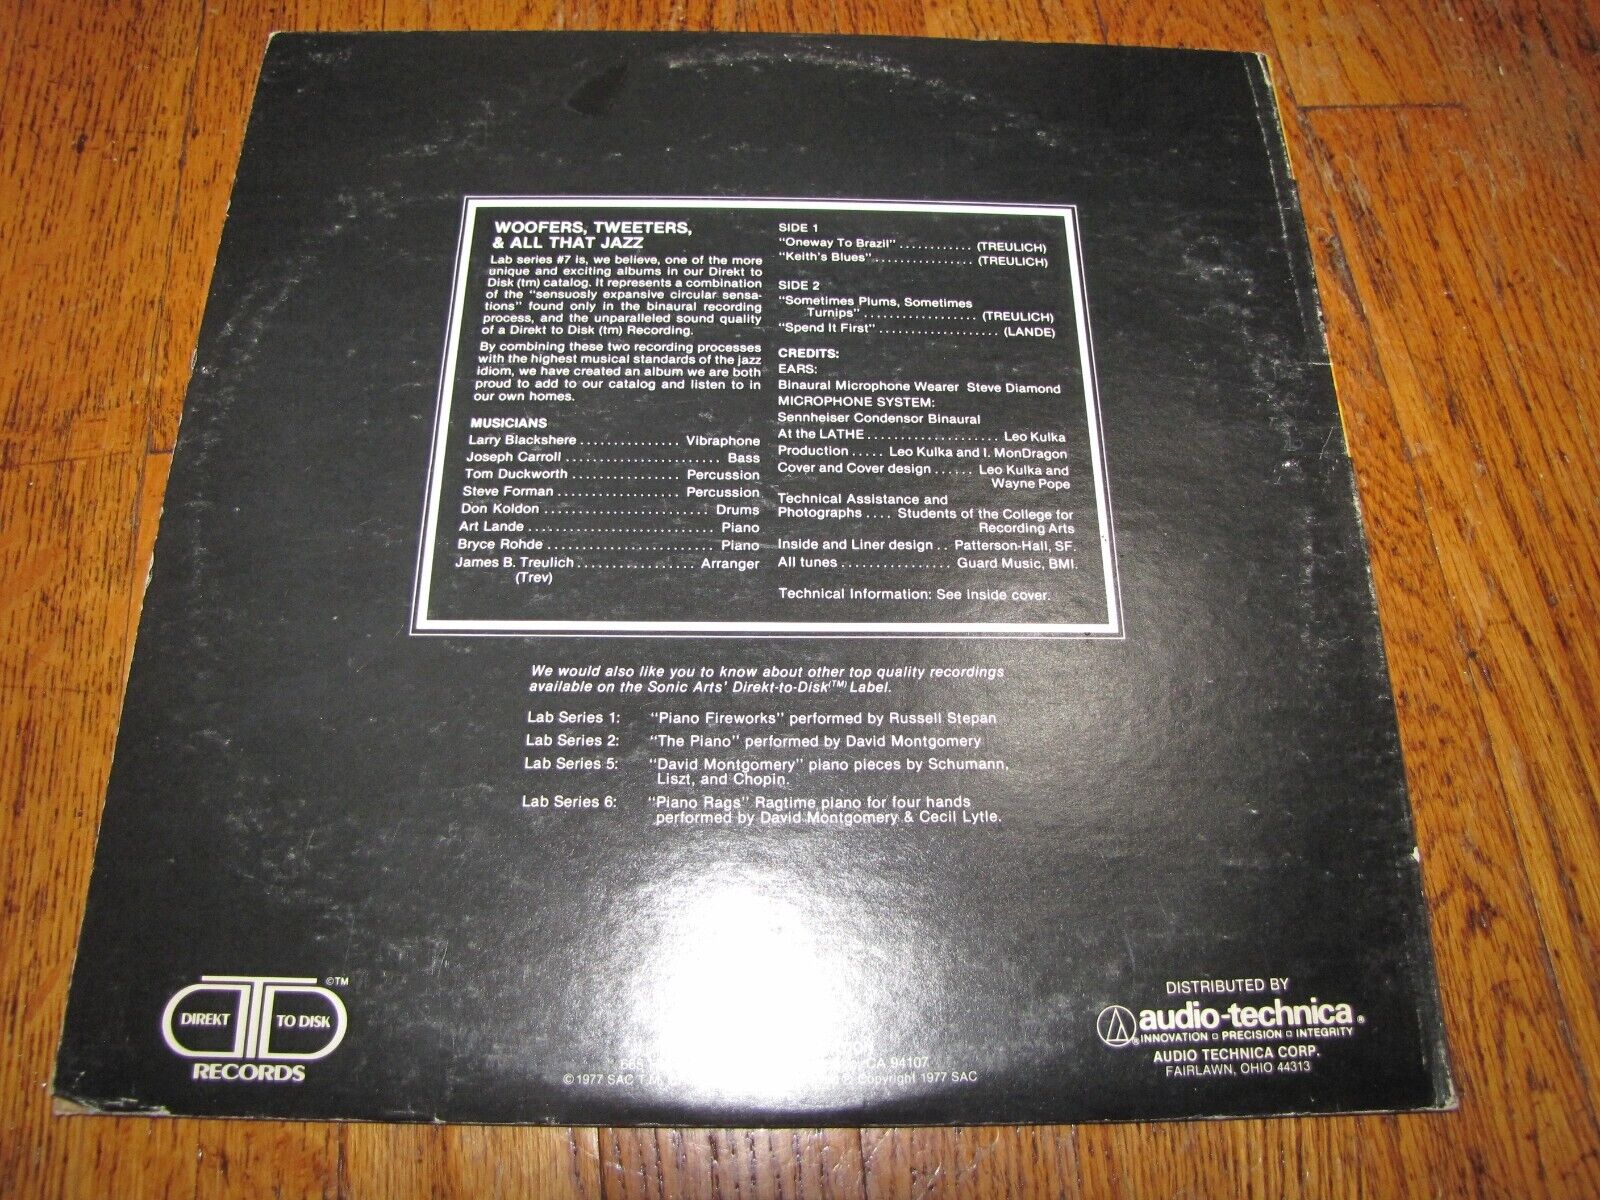 WOOFERS, TWEETERS,
& ALL THAT JAZZ
Lab series #7 is, we believe, one of the more
unique and exciting albums in our Direkt to
Disk (tm) catalog. It represents a combination
of the "sensuosly expansive circular sensa-
tions" found only in the binaural recording
process, and the unparalleled sound quality
of a Direkt to Disk (tm) Recording.
By combining these two recording processes
with the highest musical standards of the jazz
idiom, we have created an album we are both
proud to add to our catalog and listen to in
our own homes.
MUSICIANS
Larry Blackshere ............... Vibraphone
Joseph Carroll ....................... Bass
Tom Duckworth ................ Percussion
Steve Forman .................. Percussion
Don Koldon ........................ Drums
Art Lande ........................... Piano
Bryce Rohde ........................ Piano
James B. Treulich ................. Arranger
(Trev)
SIDE 1
"Oneway To Brazil" ............ (TREULICH)
"Keith's Blues" ................ (TREULICH)
SIDE 2
"Sometimes Plums, Sometimes
Turnips" .................. (TREULICH)
"Spend It First" .................. (LANDE)
CREDITS:
EARS:
Binaural Microphone Wearer Steve Diamond
MICROPHONE SYSTEM:
Sennheiser Condensor Binaural
At the LATHE .................... Leo Kulka
Production ..... Leo Kulka and I. MonDragon
Cover and Cover design ...... Leo Kulka and
Wayne Pope
Technical Assistance and
Photographs .... Students of the College for
Recording Arts
Inside and Liner design .. Patterson-Hall, SF.
All tunes ................ Guard Music, BMI.
Technical Information: See inside cover.
We would also like you to know about other top quality recordings
available on the Sonic Arts' Direkt-to-Disk(TM) Label.
Lab Series 1: "Piano Fireworks" performed by Russell Stepan
Lab Series 2: "The Piano" performed by David Montgomery
Lab Series 5: "David Montgomery" piano pieces by Schumann,
Liszt, and Chopin.
Lab Series 6: "Piano Rags" Ragtime piano for four hands
performed by David Montgomery & Cecil Lytle.
©TM
DIREKT TO DISK
RECORDS
CA 94107
©1977 SAC T.M. Copyright 1977 SAC
DISTRIBUTED BY
audio-technica®
INNOVATION □ PRECISION □ INTEGRITY
AUDIO TECHNICA CORP.
FAIRLAWN, OHIO 44313